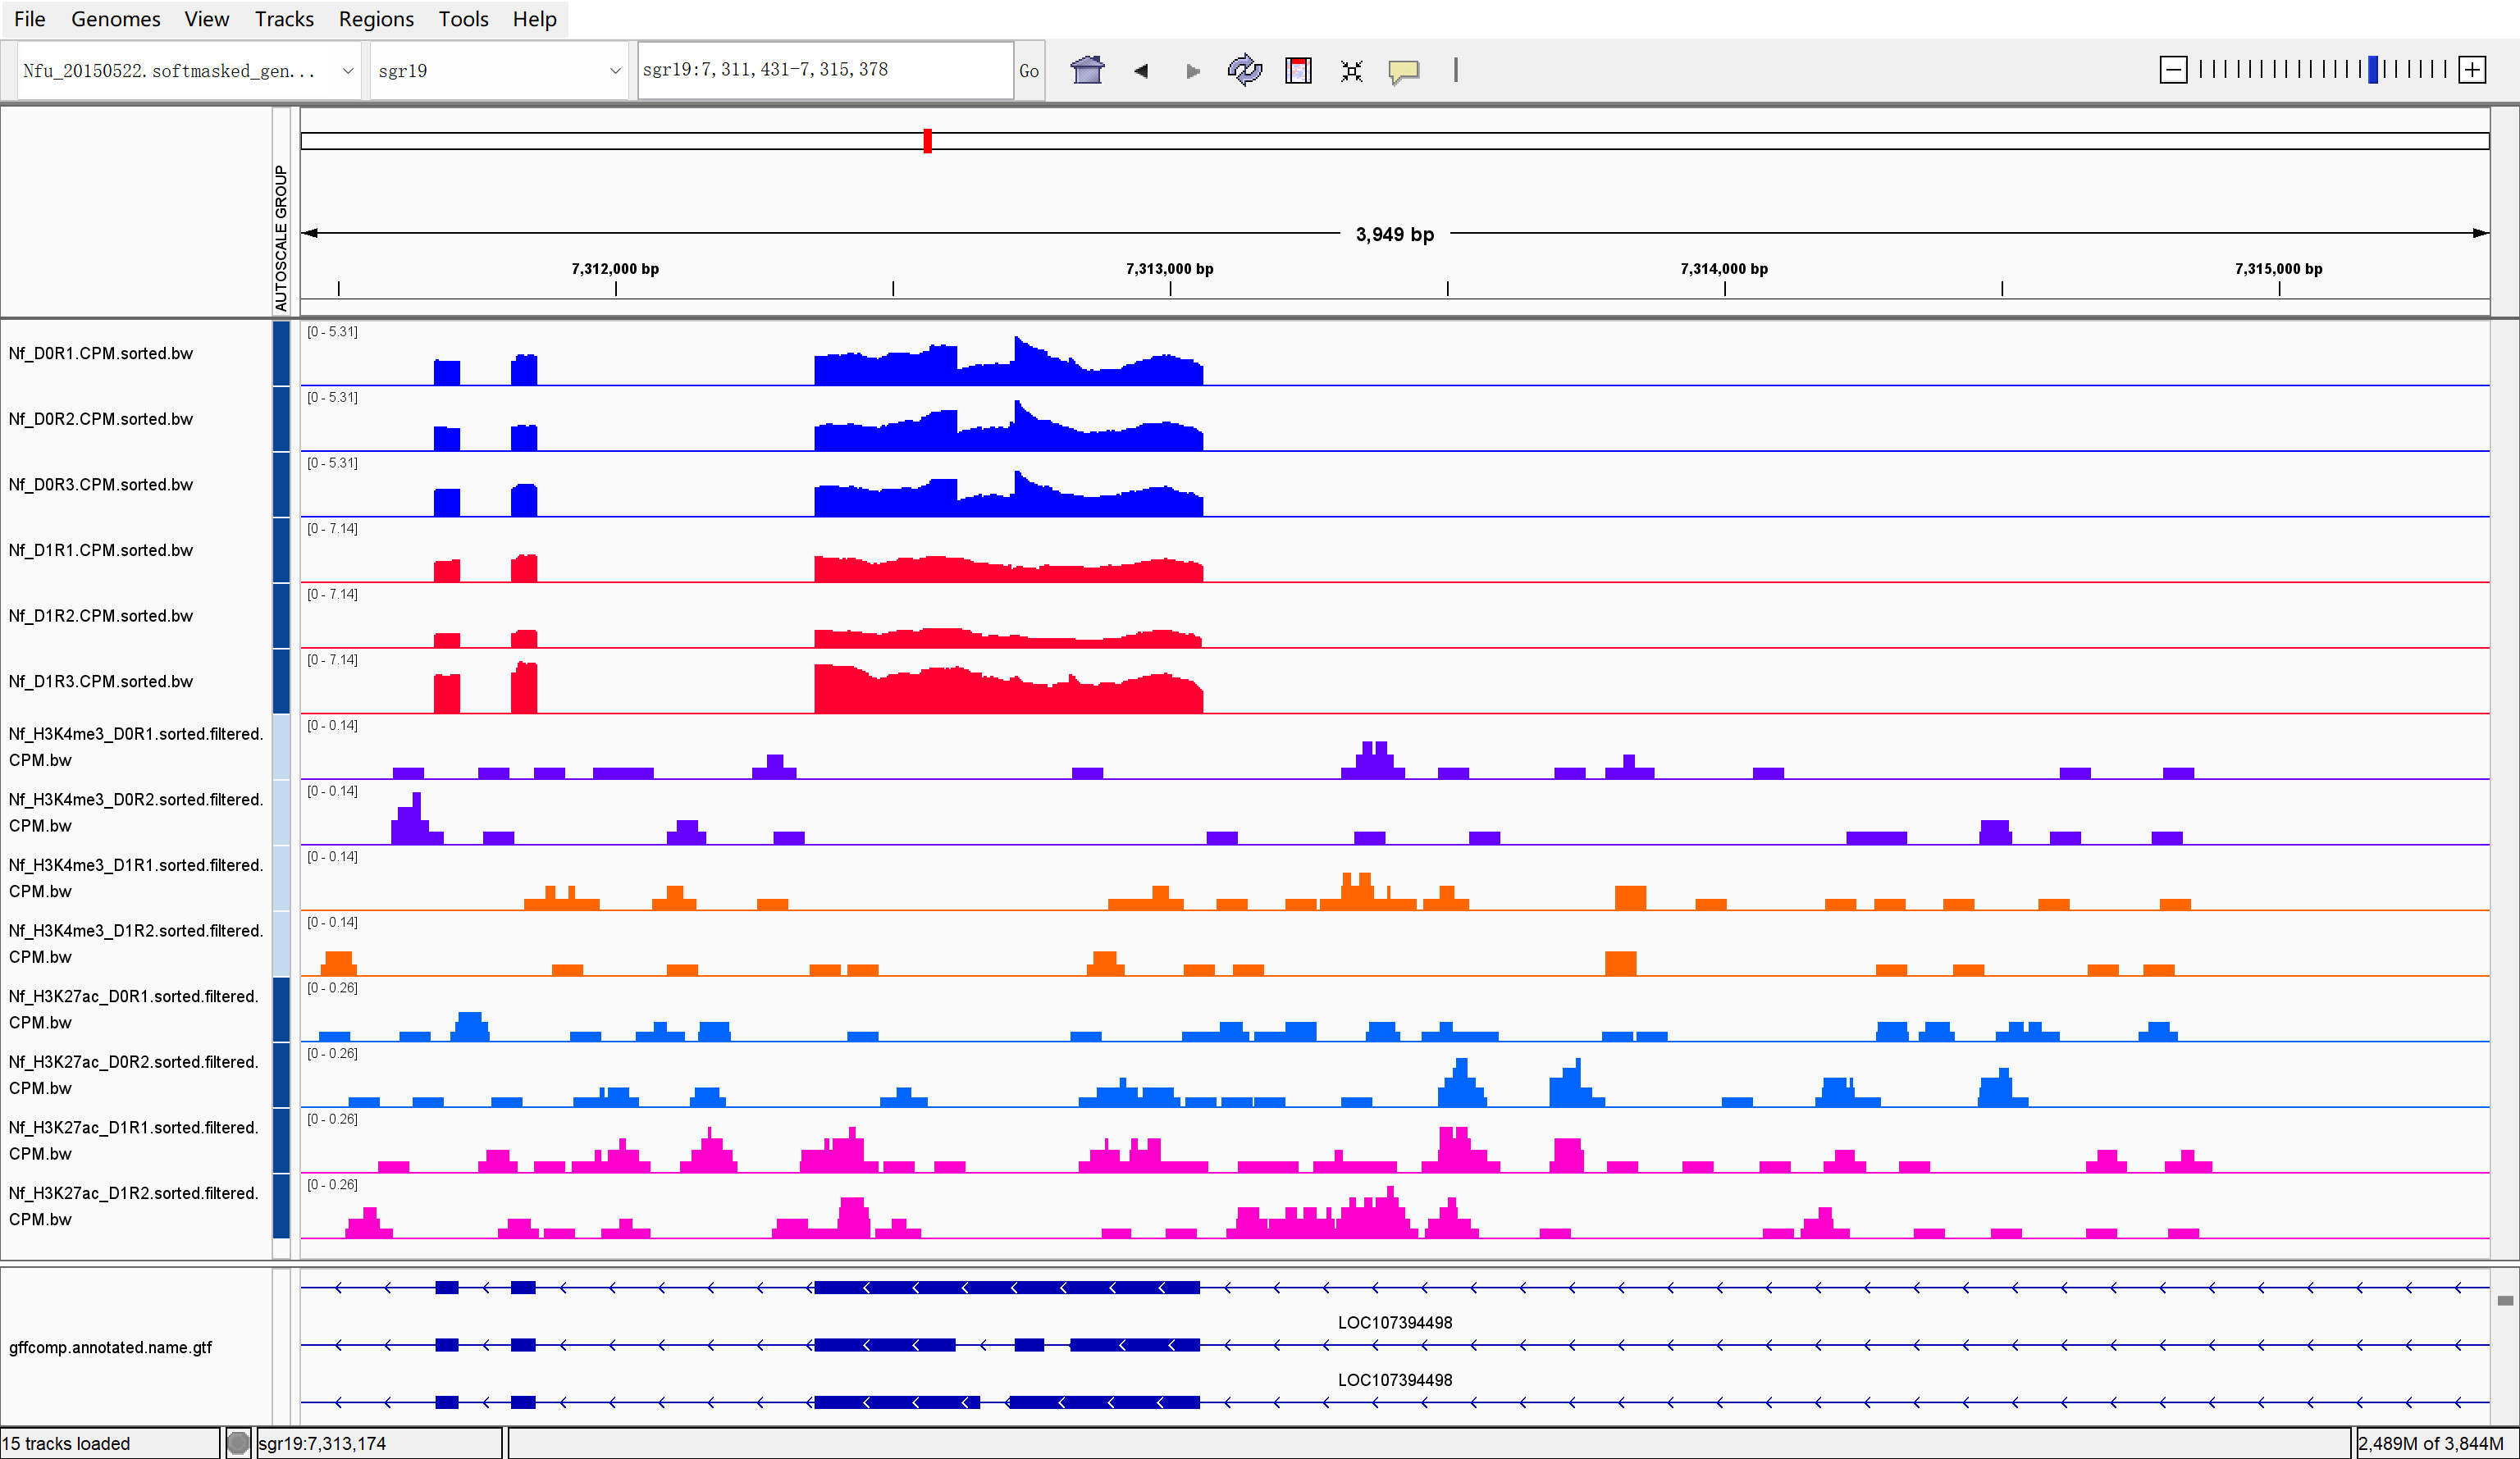 File Genomes View Tracks Regions Tools Help
Nfu_20150522.softmasked_gen... sgr19 sgr19:7,311,431-7,315,378 Go
AUTOSCALE GROUP
3,949 bp
7,312,000 bp 7,313,000 bp 7,314,000 bp 7,315,000 bp
[0 - 5.31]
Nf_D0R1.CPM.sorted.bw
[0 - 5.31]
Nf_D0R2.CPM.sorted.bw
[0 - 5.31]
Nf_D0R3.CPM.sorted.bw
[0 - 7.14]
Nf_D1R1.CPM.sorted.bw
[0 - 7.14]
Nf_D1R2.CPM.sorted.bw
[0 - 7.14]
Nf_D1R3.CPM.sorted.bw
[0 - 0.14]
Nf_H3K4me3_D0R1.sorted.filtered.
CPM.bw
[0 - 0.14]
Nf_H3K4me3_D0R2.sorted.filtered.
CPM.bw
[0 - 0.14]
Nf_H3K4me3_D1R1.sorted.filtered.
CPM.bw
[0 - 0.14]
Nf_H3K4me3_D1R2.sorted.filtered.
CPM.bw
[0 - 0.26]
Nf_H3K27ac_D0R1.sorted.filtered.
CPM.bw
[0 - 0.26]
Nf_H3K27ac_D0R2.sorted.filtered.
CPM.bw
[0 - 0.26]
Nf_H3K27ac_D1R1.sorted.filtered.
CPM.bw
[0 - 0.26]
Nf_H3K27ac_D1R2.sorted.filtered.
CPM.bw
LOC107394498
gffcomp.annotated.name.gtf
LOC107394498
15 tracks loaded sgr19:7,313,174 2,489M of 3,844M